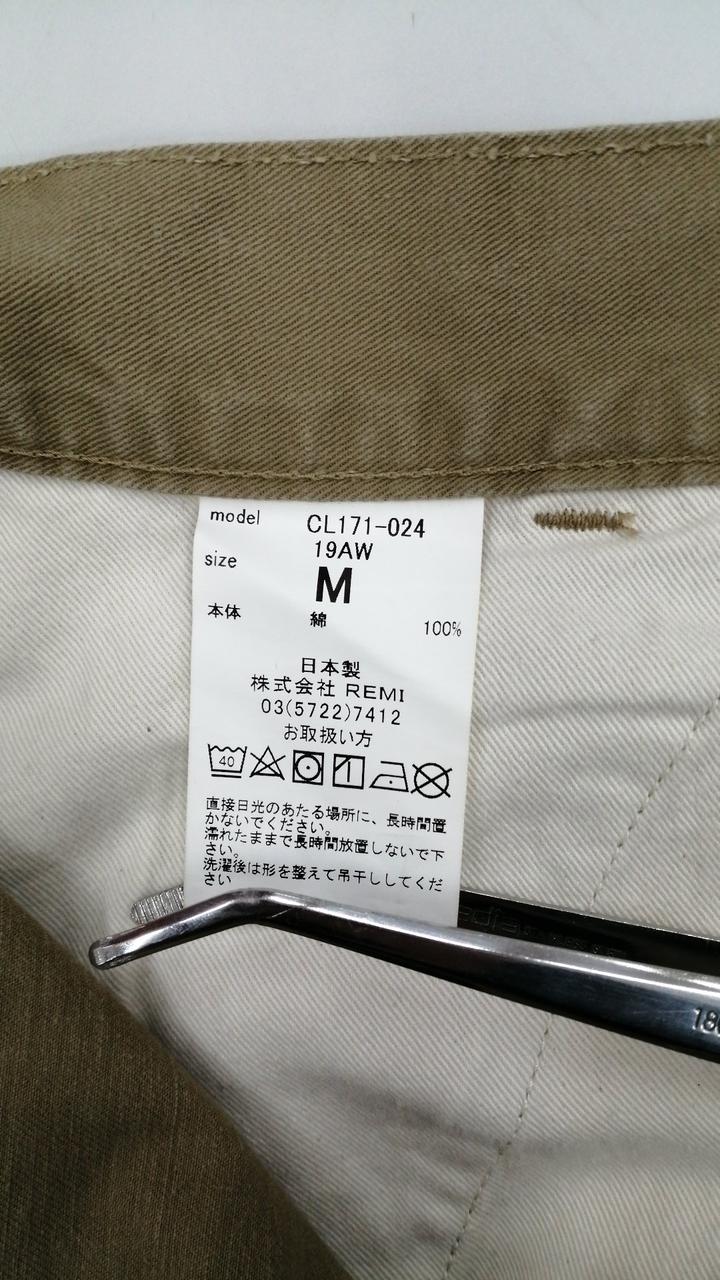 model CL171-024
19AW
size M
本体 綿 100%
日本製
株式会社 REMI
03(5722)7412
お取扱い方
40
直接日光のあたる場所に、長時間置
かないでください。
濡れたままで長時間放置しないで下
さい。
洗濯後は形を整えて吊干ししてくだ
さい